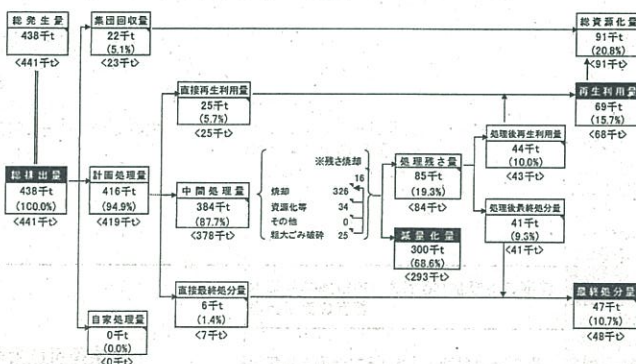 総発生量
438千t
<441千t>
集団回収量
22千t
(5.1%)
<23千t>
総資源化量
91千t
(20.8%)
<91千t>
直接再生利用量
25千t
(5.7%)
<25千t>
再生利用量
69千t
(15.7%)
<68千t>
総排出量
438千t
(100.0%)
<441千t>
計画処理量
416千t
(94.9%)
<419千t>
中間処理量
384千t
(87.7%)
<378千t>
※残さ焼却
16
焼却 326
資源化等 34
その他 0
粗大ごみ破砕 25
処理残さ量
85千t
(19.3%)
<84千t>
減量化量
300千t
(68.6%)
<293千t>
処理後再生利用量
44千t
(10.0%)
<43千t>
処理後最終処分量
41千t
(9.3%)
<41千t>
直接最終処分量
6千t
(1.4%)
<7千t>
最終処分量
47千t
(10.7%)
<48千t>
自家処理量
0千t
(0.0%)
<0千t>